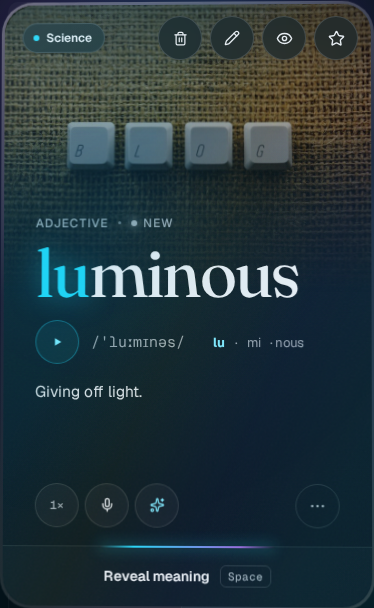 Science
B L O G
ADJECTIVE • NEW
luminous
/ˈluːmɪnəs/ lu · mi · nous
Giving off light.
1×
Reveal meaning Space